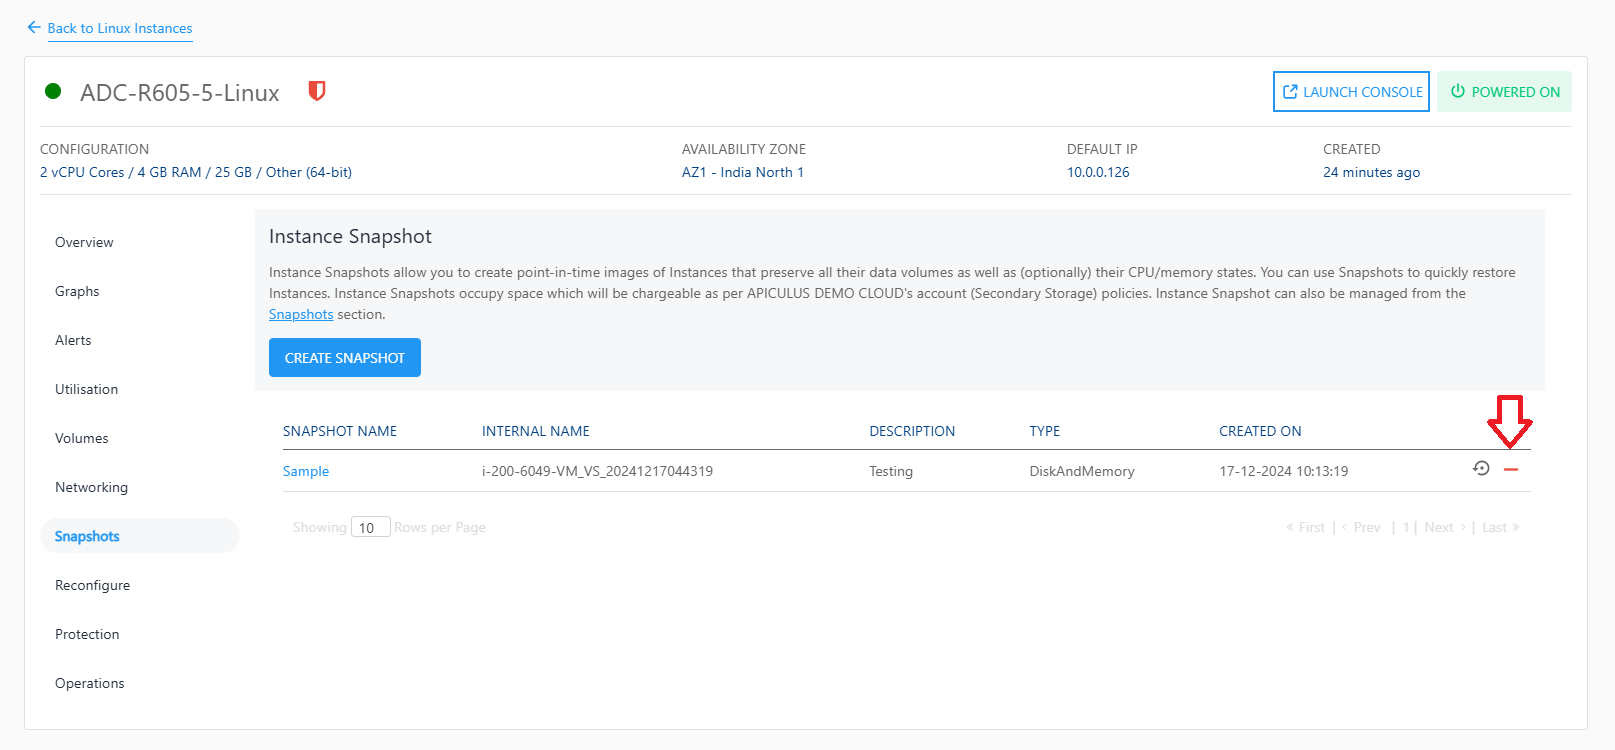 Back to Linux Instances
ADC-R605-5-Linux
LAUNCH CONSOLE
POWERED ON
CONFIGURATION
2 vCPU Cores / 4 GB RAM / 25 GB / Other (64-bit)
AVAILABILITY ZONE
AZ1 - India North 1
DEFAULT IP
10.0.0.126
CREATED
24 minutes ago
Overview
Graphs
Alerts
Utilisation
Volumes
Networking
Snapshots
Reconfigure
Protection
Operations
Instance Snapshot
Instance Snapshots allow you to create point-in-time images of Instances that preserve all their data volumes as well as (optionally) their CPU/memory states. You can use Snapshots to quickly restore
Instances. Instance Snapshots occupy space which will be chargeable as per APICULUS DEMO CLOUD's account (Secondary Storage) policies. Instance Snapshot can also be managed from the
Snapshots section.
CREATE SNAPSHOT
SNAPSHOT NAME INTERNAL NAME DESCRIPTION TYPE CREATED ON
Sample i-200-6049-VM_VS_20241217044319 Testing DiskAndMemory 17-12-2024 10:13:19
Showing 10 Rows per Page
« First | ‹ Prev | 1 | Next › | Last »